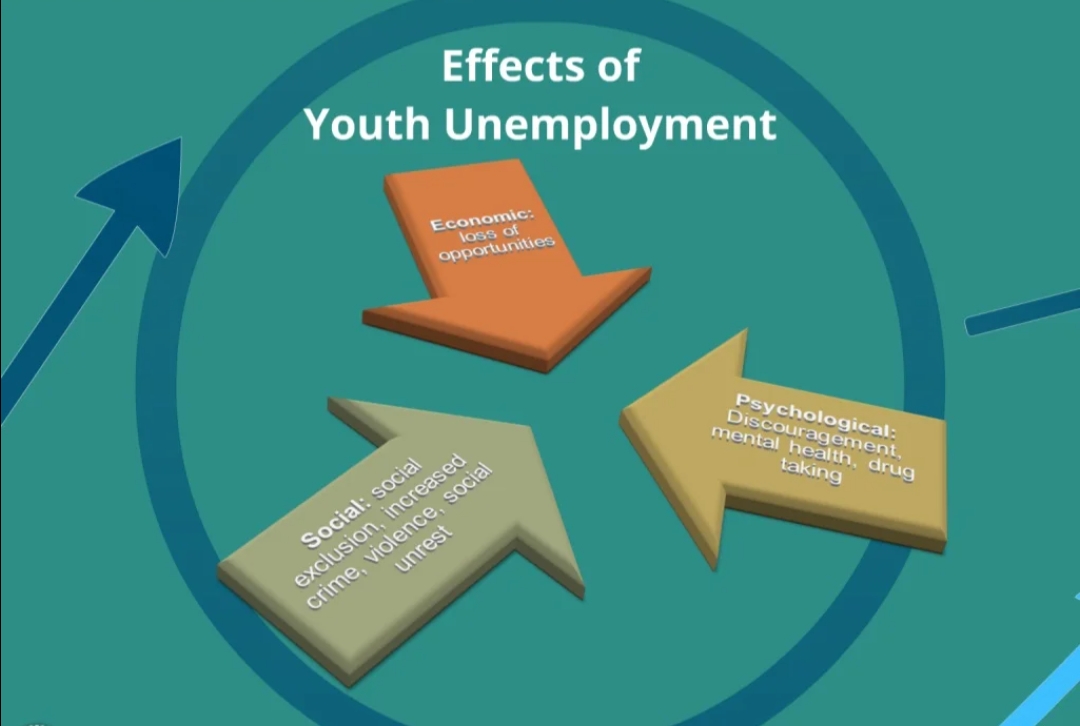 Effects of
Youth Unemployment
Economic:
loss of
opportunities
Psychological:
Discouragement,
mental health, drug
taking
Social: social
exclusion, increased
crime, violence, social
unrest